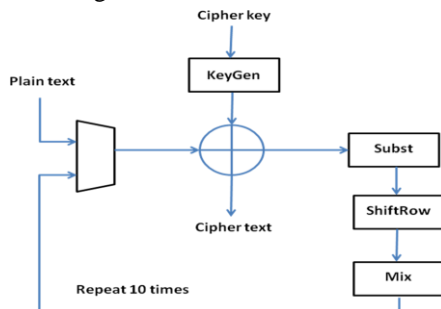 Cipher key
KeyGen
Plain text
Subst
ShiftRow
Cipher text
Mix
Repeat 10 times